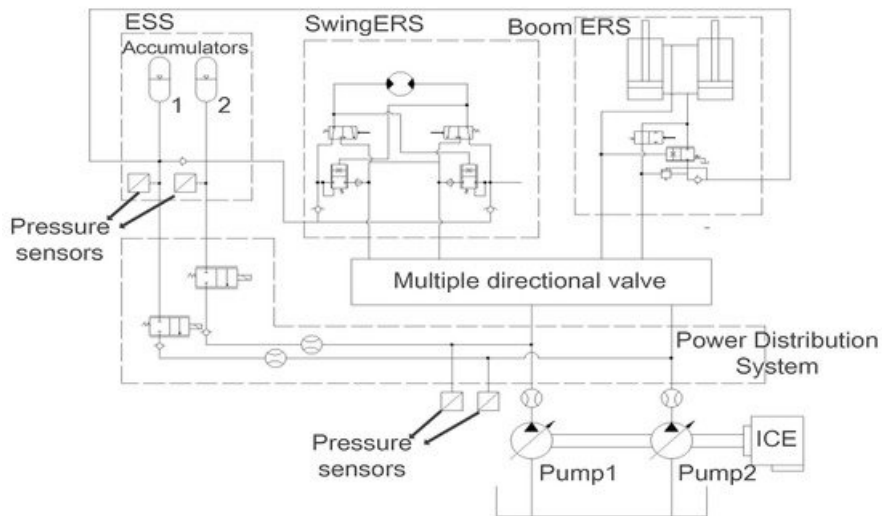 ESS
Accumulators
1
2
SwingERS
Boom ERS
Pressure
sensors
Multiple directional valve
Power Distribution
System
Pressure
sensors
Pump1
Pump2
ICE